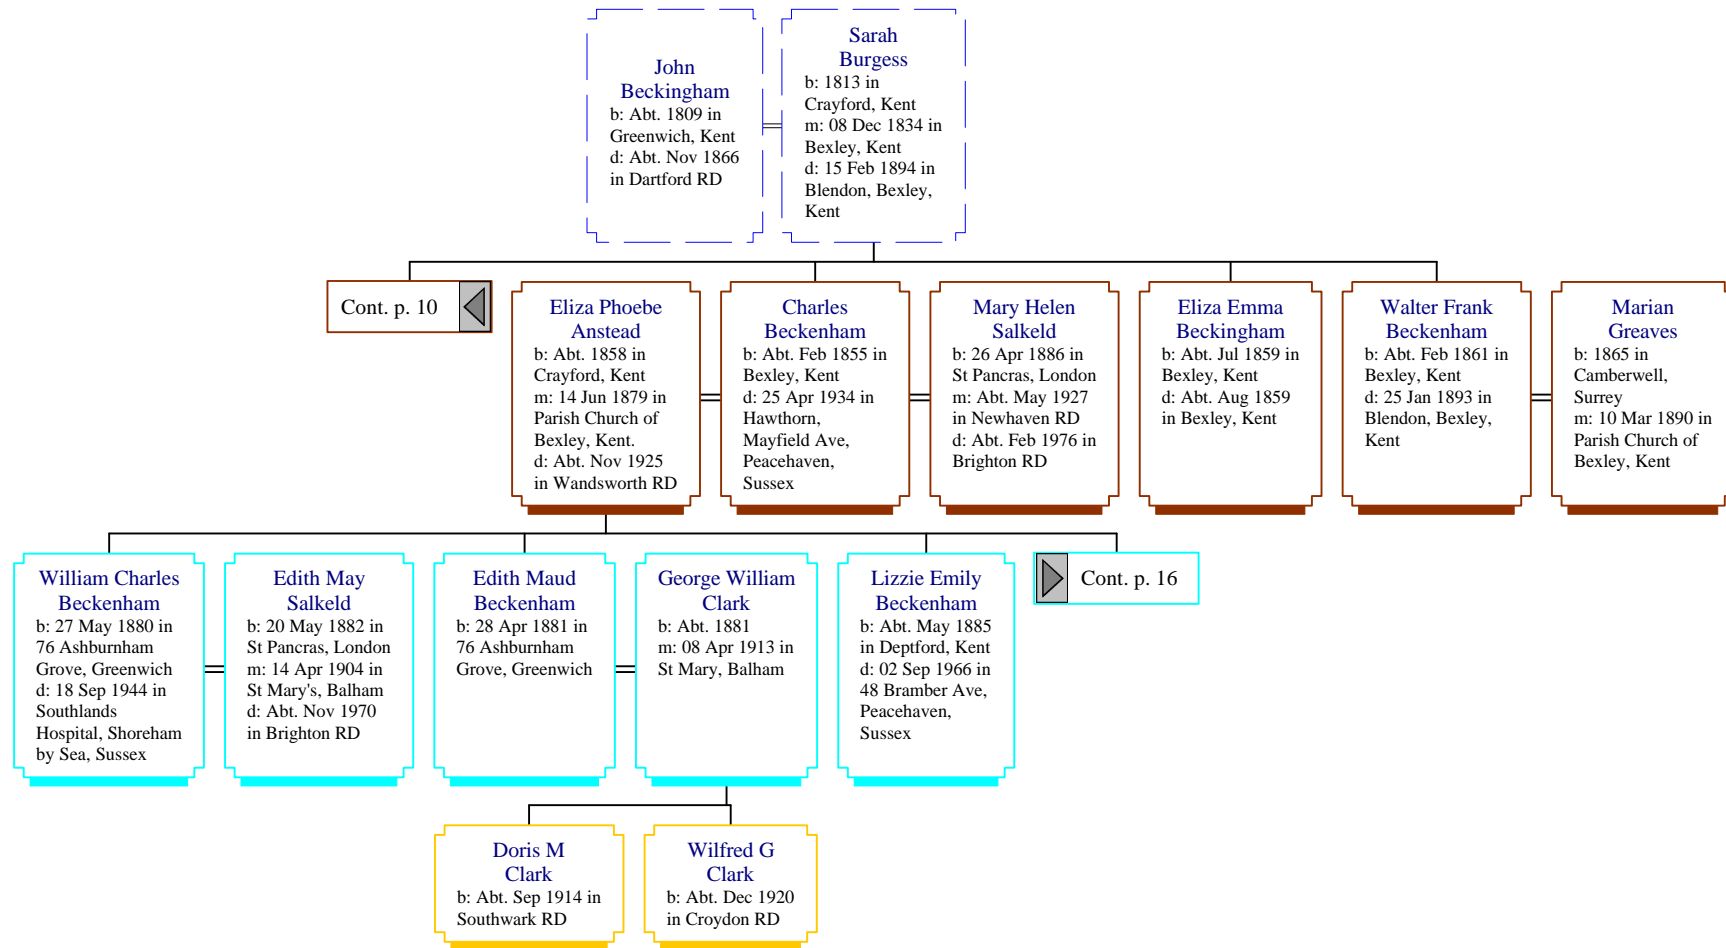 John
Beckingham
b: Abt. 1809 in
Greenwich, Kent
d: Abt. Nov 1866
in Dartford RD
Sarah
Burgess
b: 1813 in
Crayford, Kent
m: 08 Dec 1834 in
Bexley, Kent
d: 15 Feb 1894 in
Blendon, Bexley,
Kent
Cont. p. 10
Eliza Phoebe
Anstead
b: Abt. 1858 in
Crayford, Kent
m: 14 Jun 1879 in
Parish Church of
Bexley, Kent.
d: Abt. Nov 1925
in Wandsworth RD
Charles
Beckenham
b: Abt. Feb 1855 in
Bexley, Kent
d: 25 Apr 1934 in
Hawthorn,
Mayfield Ave,
Peacehaven,
Sussex
Mary Helen
Salkeld
b: 26 Apr 1886 in
St Pancras, London
m: Abt. May 1927
in Newhaven RD
d: Abt. Feb 1976 in
Brighton RD
Eliza Emma
Beckingham
b: Abt. Jul 1859 in
Bexley, Kent
d: Abt. Aug 1859
in Bexley, Kent
Walter Frank
Beckenham
b: Abt. Feb 1861 in
Bexley, Kent
d: 25 Jan 1893 in
Blendon, Bexley,
Kent
Marian
Greaves
b: 1865 in
Camberwell,
Surrey
m: 10 Mar 1890 in
Parish Church of
Bexley, Kent
William Charles
Beckenham
b: 27 May 1880 in
76 Ashburnham
Grove, Greenwich
d: 18 Sep 1944 in
Southlands
Hospital, Shoreham
by Sea, Sussex
Edith May
Salkeld
b: 20 May 1882 in
St Pancras, London
m: 14 Apr 1904 in
St Mary's, Balham
d: Abt. Nov 1970
in Brighton RD
Edith Maud
Beckenham
b: 28 Apr 1881 in
76 Ashburnham
Grove, Greenwich
George William
Clark
b: Abt. 1881
m: 08 Apr 1913 in
St Mary, Balham
Lizzie Emily
Beckenham
b: Abt. May 1885
in Deptford, Kent
d: 02 Sep 1966 in
48 Bramber Ave,
Peacehaven,
Sussex
Cont. p. 16
Doris M
Clark
b: Abt. Sep 1914 in
Southwark RD
Wilfred G
Clark
b: Abt. Dec 1920
in Croydon RD